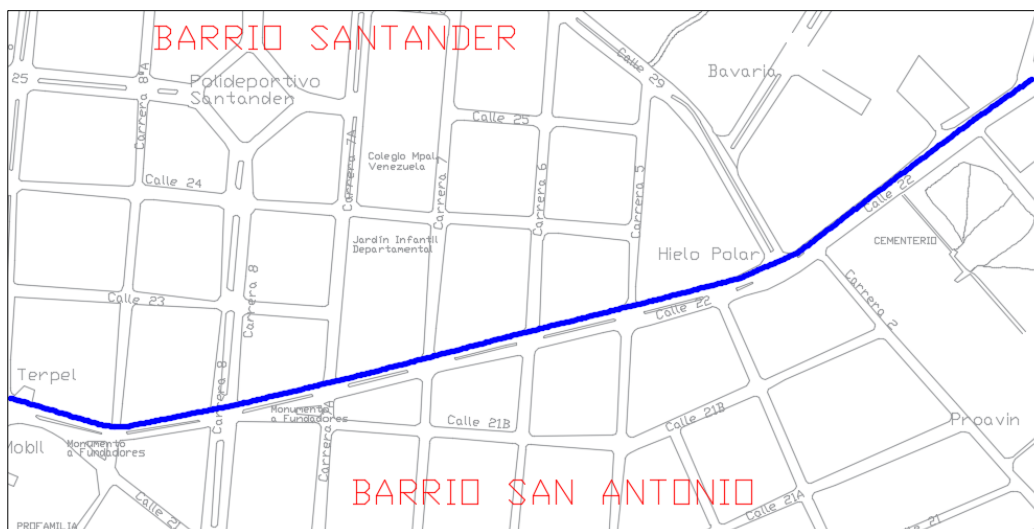 BARRIO SANTANDER
Calle 29
25
Carrera 8ªA
Polideportivo
Santander
Bavaria
Calle 25
Carrera 7A
Colegio Mpal
Venezuela
Carrera 7
Carrera 6
Carrera 5
Calle 24
Calle 22
Jardín Infantil
Departamental
CEMENTERIO
Hielo Polar
Carrera 8
Calle 23
Carrera 2
Calle 22
Terpel
Carrera 8
Monumento
a Fundadores
Calle 21B
Calle 21B
Proavin
Mobil
Monumento
a Fundadores
BARRIO SAN ANTONIO
Calle 21A
Calle 21
21
PROFAMILIA